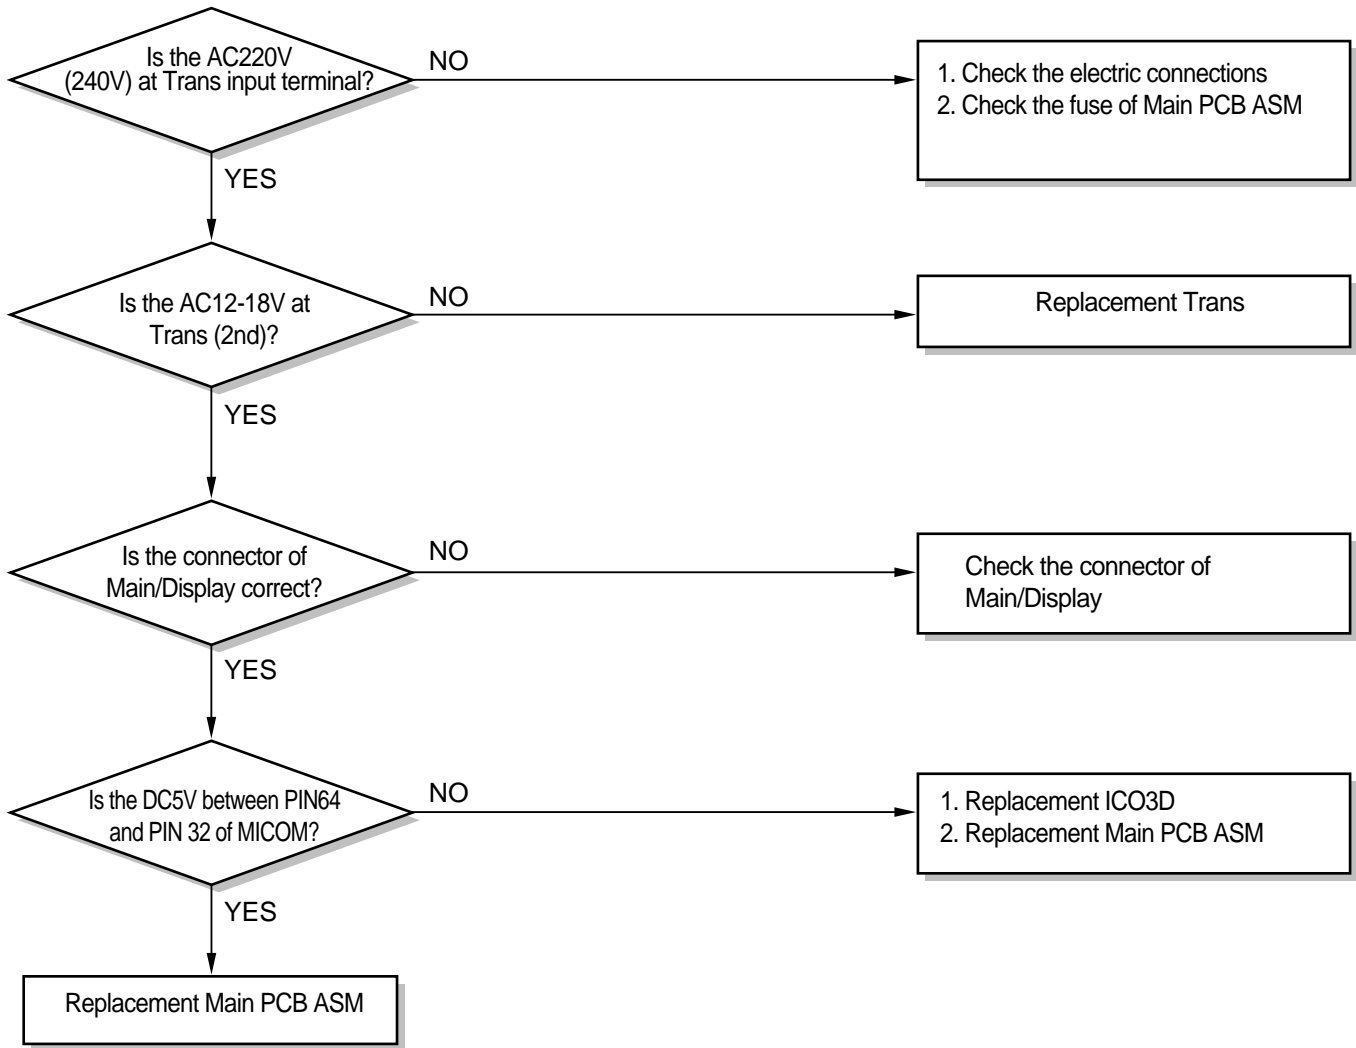 Is the AC220V
(240V) at Trans input terminal?
NO
1. Check the electric connections
2. Check the fuse of Main PCB ASM
YES
Is the AC12-18V at
Trans (2nd)?
NO
Replacement Trans
YES
Is the connector of
Main/Display correct?
NO
Check the connector of
Main/Display
YES
Is the DC5V between PIN64
and PIN 32 of MICOM?
NO
1. Replacement ICO3D
2. Replacement Main PCB ASM
YES
Replacement Main PCB ASM